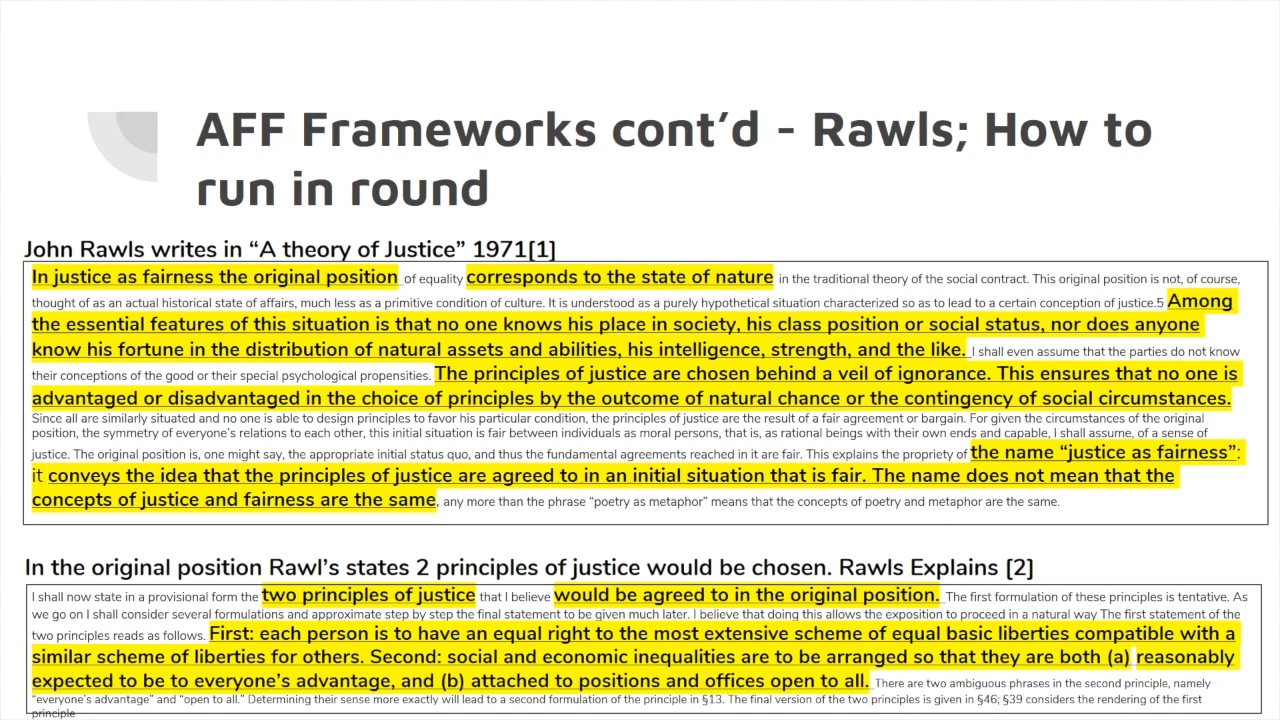 AFF Frameworks cont’d - Rawls; How to
run in round
John Rawls writes in “A theory of Justice” 1971[1]
In justice as fairness the original position of equality corresponds to the state of nature in the traditional theory of the social contract. This original position is not, of course,
thought of as an actual historical state of affairs, much less as a primitive condition of culture. It is understood as a purely hypothetical situation characterized so as to lead to a certain conception of justice.5 Among
the essential features of this situation is that no one knows his place in society, his class position or social status, nor does anyone
know his fortune in the distribution of natural assets and abilities, his intelligence, strength, and the like. I shall even assume that the parties do not know
their conceptions of the good or their special psychological propensities. The principles of justice are chosen behind a veil of ignorance. This ensures that no one is
advantaged or disadvantaged in the choice of principles by the outcome of natural chance or the contingency of social circumstances.
Since all are similarly situated and no one is able to design principles to favor his particular condition, the principles of justice are the result of a fair agreement or bargain. For given the circumstances of the original
position, the symmetry of everyone’s relations to each other, this initial situation is fair between individuals as moral persons, that is, as rational beings with their own ends and capable, I shall assume, of a sense of
justice. The original position is, one might say, the appropriate initial status quo, and thus the fundamental agreements reached in it are fair. This explains the propriety of the name “justice as fairness”:
it conveys the idea that the principles of justice are agreed to in an initial situation that is fair. The name does not mean that the
concepts of justice and fairness are the same, any more than the phrase “poetry as metaphor” means that the concepts of poetry and metaphor are the same.
In the original position Rawl’s states 2 principles of justice would be chosen. Rawls Explains [2]
I shall now state in a provisional form the two principles of justice that I believe would be agreed to in the original position. The first formulation of these principles is tentative. As
we go on I shall consider several formulations and approximate step by step the final statement to be given much later. I believe that doing this allows the exposition to proceed in a natural way The first statement of the
two principles reads as follows. First: each person is to have an equal right to the most extensive scheme of equal basic liberties compatible with a
similar scheme of liberties for others. Second: social and economic inequalities are to be arranged so that they are both (a) reasonably
expected to be to everyone’s advantage, and (b) attached to positions and offices open to all. There are two ambiguous phrases in the second principle, namely
“everyone’s advantage” and “open to all.” Determining their sense more exactly will lead to a second formulation of the principle in §13. The final version of the two principles is given in §46; §39 considers the rendering of the first
principle